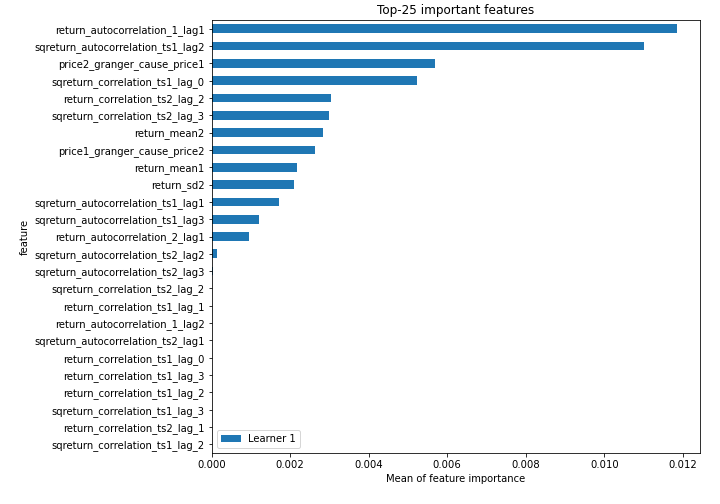 Top-25 important features
return_autocorrelation_1_lag1
sqreturn_autocorrelation_ts1_lag2
price2_granger_cause_price1
sqreturn_correlation_ts1_lag_0
return_correlation_ts2_lag_2
sqreturn_correlation_ts2_lag_3
return_mean2
price1_granger_cause_price2
return_mean1
return_sd2
sqreturn_autocorrelation_ts1_lag1
sqreturn_autocorrelation_ts1_lag3
return_autocorrelation_2_lag1
sqreturn_autocorrelation_ts2_lag2
sqreturn_autocorrelation_ts2_lag3
sqreturn_correlation_ts2_lag_2
return_correlation_ts1_lag_1
return_autocorrelation_1_lag2
sqreturn_autocorrelation_ts2_lag1
return_correlation_ts1_lag_0
return_correlation_ts1_lag_3
return_correlation_ts1_lag_2
sqreturn_correlation_ts1_lag_3
return_correlation_ts2_lag_1
sqreturn_correlation_ts1_lag_2
feature
Learner 1
0.000 0.002 0.004 0.006 0.008 0.010 0.012
Mean of feature importance